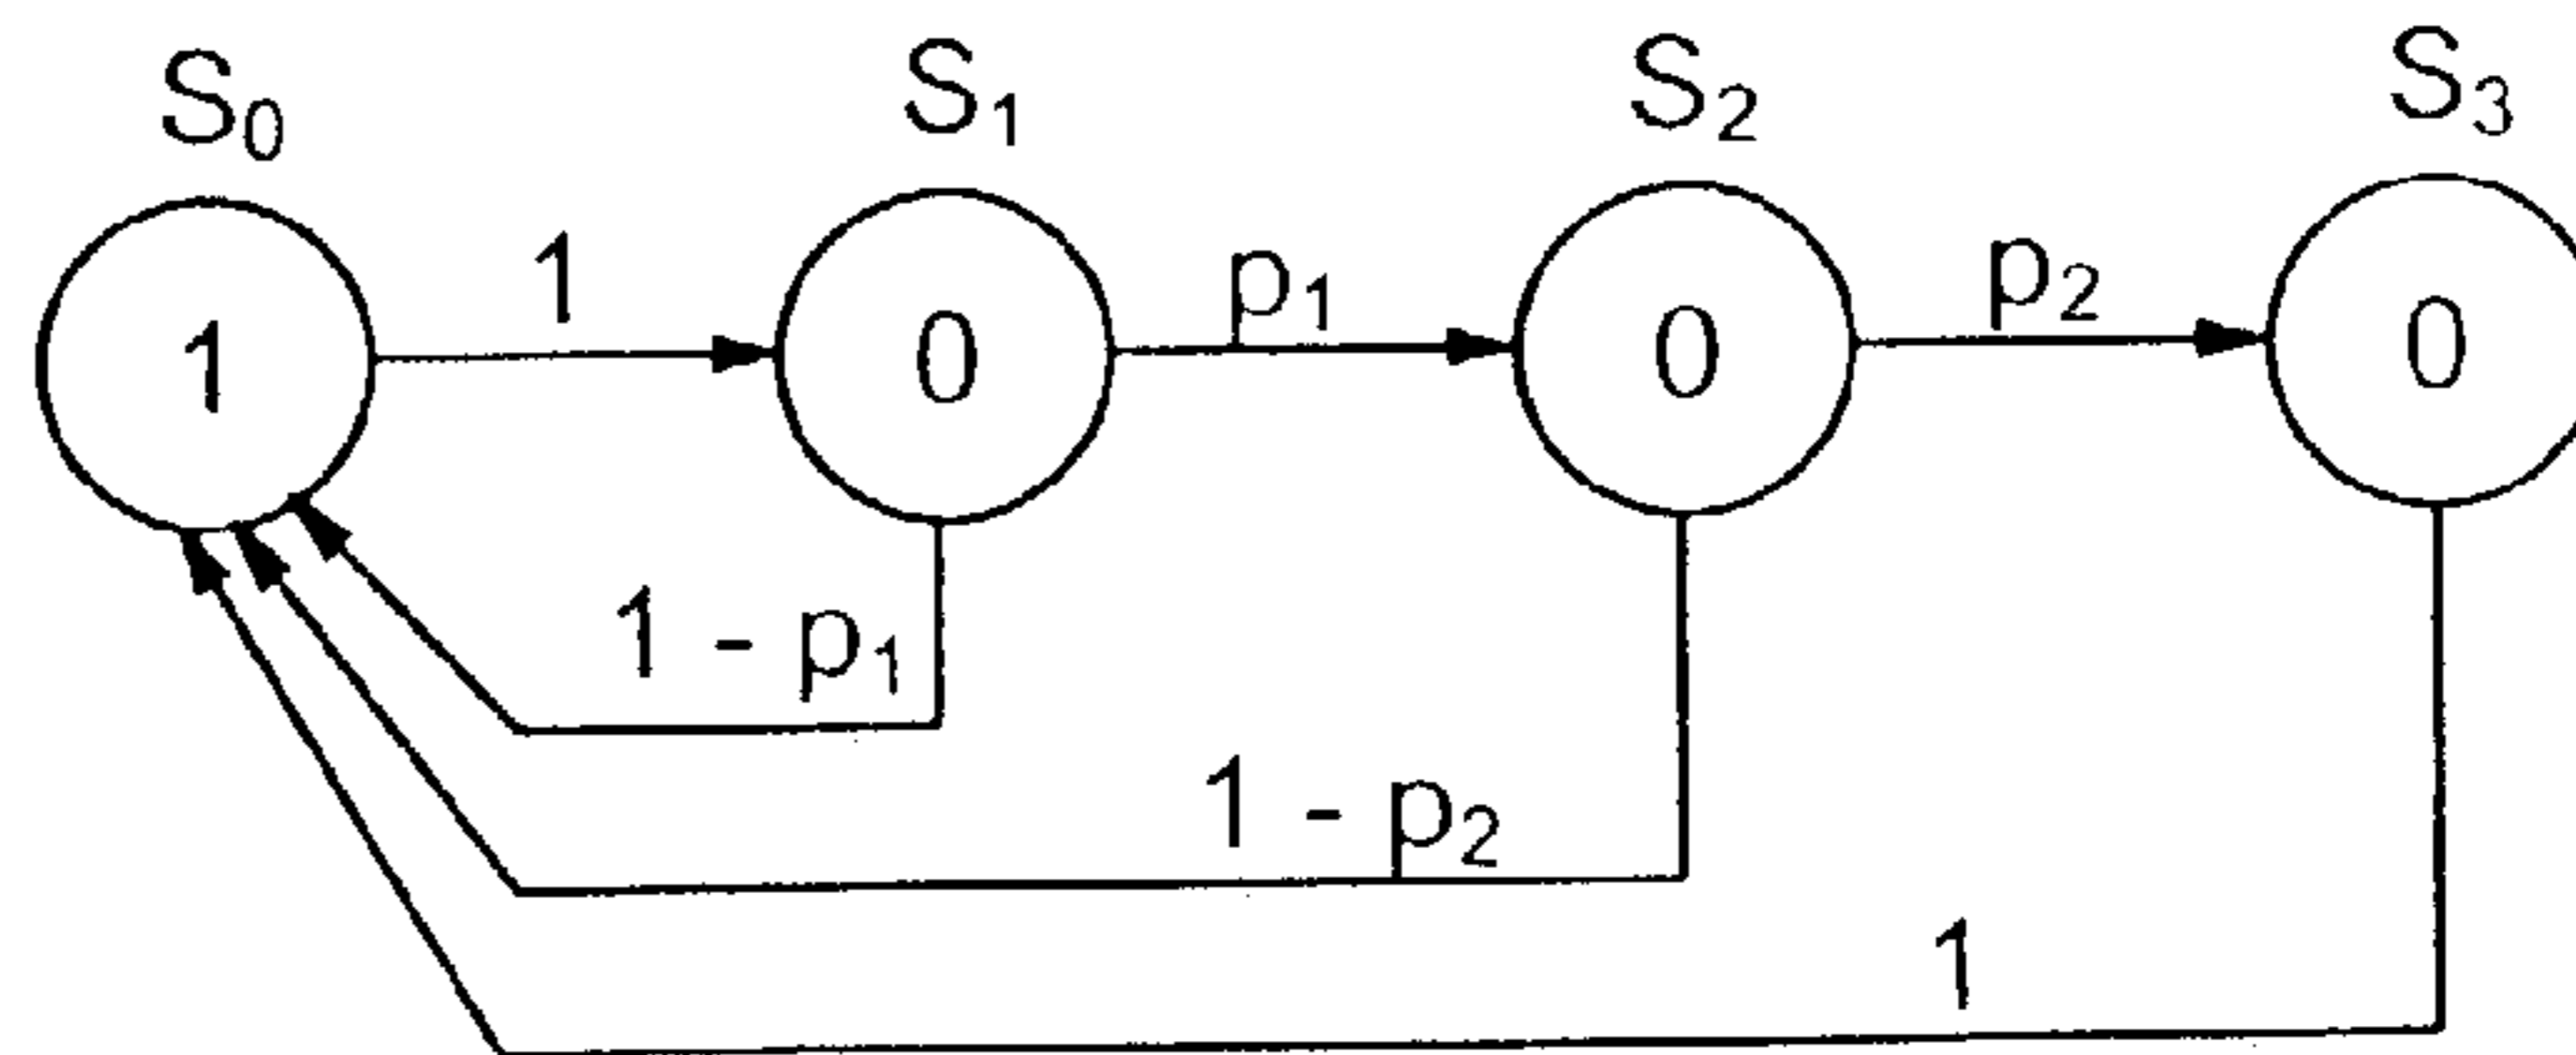 S₀ S₁ S₂ S₃
1 1 0 p₁ 0 p₂ 0
1 - p₁
1 - p₂
1